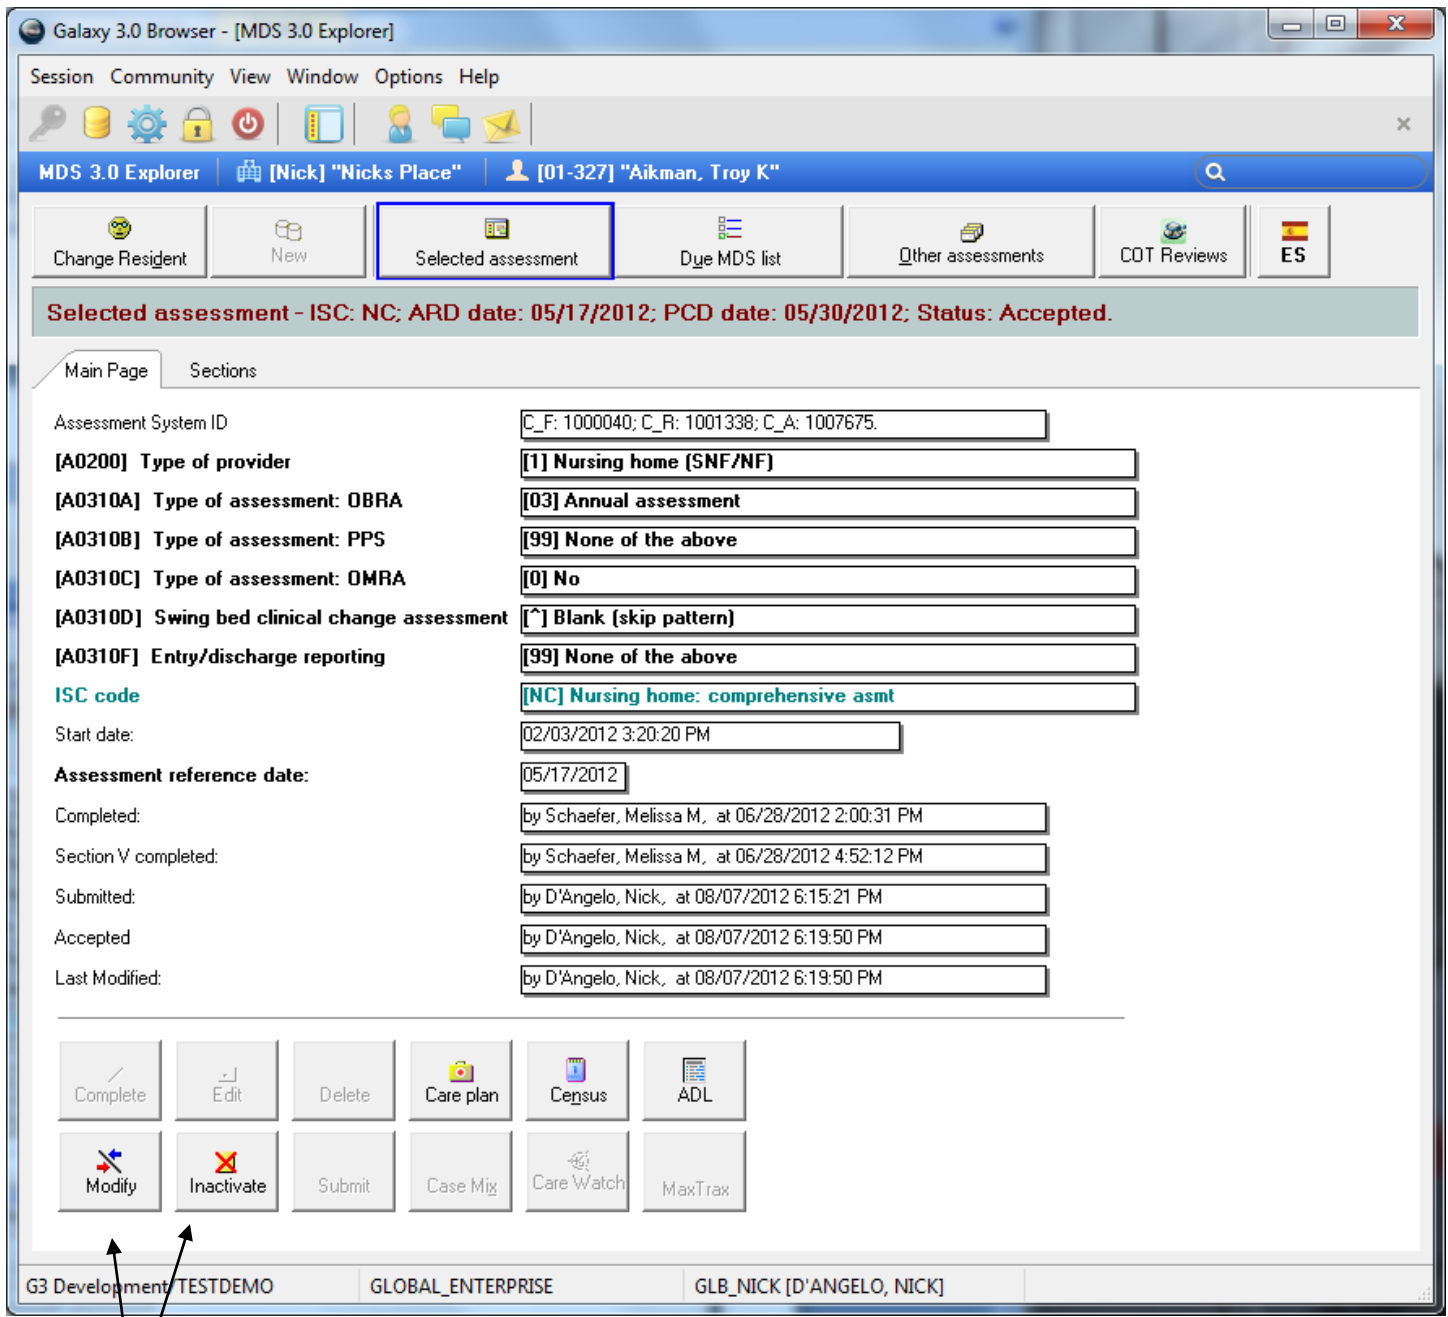 Galaxy 3.0 Browser - [MDS 3.0 Explorer]
Session Community View Window Options Help
MDS 3.0 Explorer [Nick] "Nicks Place" [01-327] "Aikman, Troy K"
Change Resident New Selected assessment Due MDS list Other assessments COT Reviews ES
Selected assessment - ISC: NC; ARD date: 05/17/2012; PCD date: 05/30/2012; Status: Accepted.
Main Page Sections
Assessment System ID C_F: 1000040; C_R: 1001338; C_A: 1007675.
[A0200] Type of provider [1] Nursing home (SNF/NF)
[A0310A] Type of assessment: OBRA [03] Annual assessment
[A0310B] Type of assessment: PPS [99] None of the above
[A0310C] Type of assessment: OMRA [0] No
[A0310D] Swing bed clinical change assessment [^] Blank (skip pattern)
[A0310F] Entry/discharge reporting [99] None of the above
ISC code [NC] Nursing home: comprehensive asmt
Start date: 02/03/2012 3:20:20 PM
Assessment reference date: 05/17/2012
Completed: by Schaefer, Melissa M, at 06/28/2012 2:00:31 PM
Section V completed: by Schaefer, Melissa M, at 06/28/2012 4:52:12 PM
Submitted: by D'Angelo, Nick, at 08/07/2012 6:15:21 PM
Accepted by D'Angelo, Nick, at 08/07/2012 6:19:50 PM
Last Modified: by D'Angelo, Nick, at 08/07/2012 6:19:50 PM
Complete Edit Delete Care plan Census ADL
Modify Inactivate Submit Case Mix Care Watch MaxTrax
G3 Development/TESTDEMO GLOBAL_ENTERPRISE GLB_NICK [D'ANGELO, NICK]